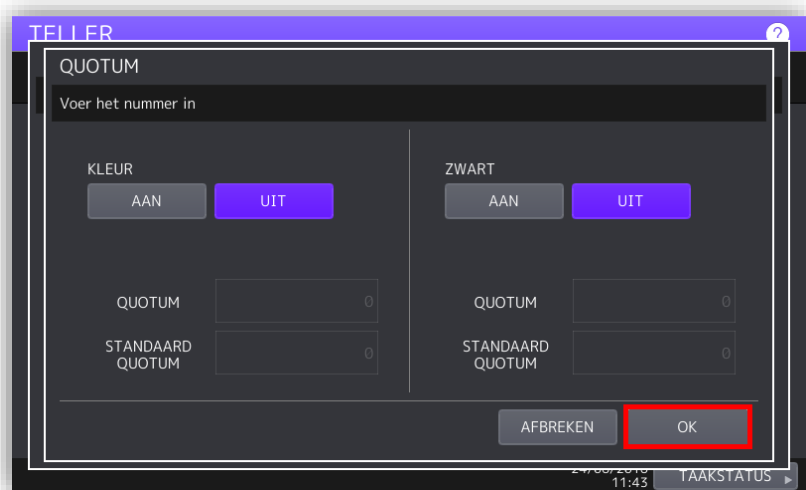 TELLER ?
QUOTUM
Voer het nummer in
KLEUR
AAN UIT
QUOTUM 0
STANDAARD
QUOTUM 0
ZWART
AAN UIT
QUOTUM 0
STANDAARD
QUOTUM 0
AFBREKEN OK
11:43 TAAKSTATUS